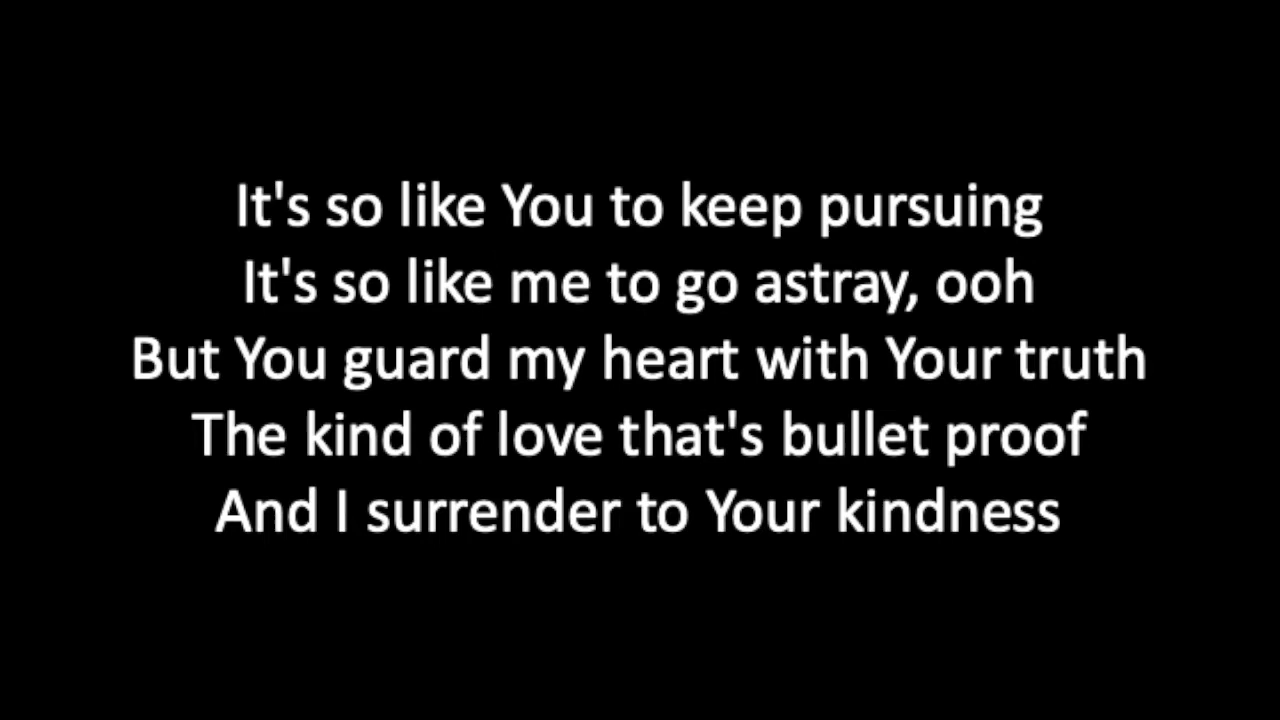 It's so like You to keep pursuing
It's so like me to go astray, ooh
But You guard my heart with Your truth
The kind of love that's bullet proof
And I surrender to Your kindness